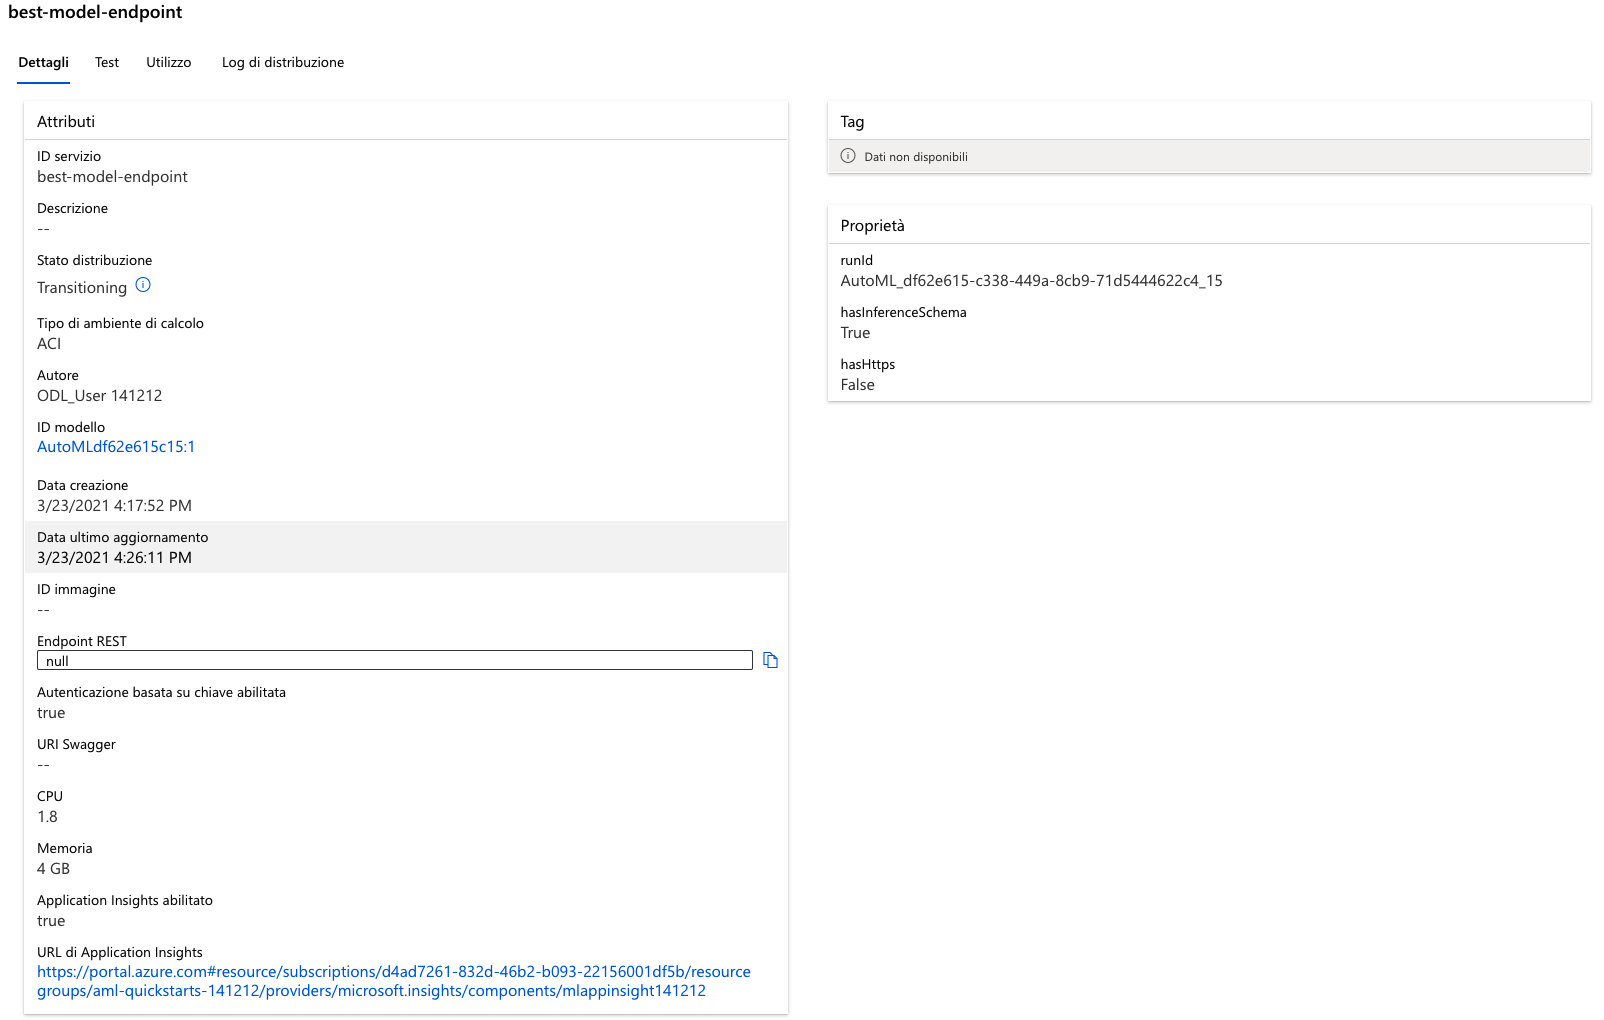 best-model-endpoint
Dettagli Test Utilizzo Log di distribuzione
Attributi
ID servizio
best-model-endpoint
Descrizione
--
Stato distribuzione
Transitioning
Tipo di ambiente di calcolo
ACI
Autore
ODL_User 141212
ID modello
AutoMLdf62e615c15:1
Data creazione
3/23/2021 4:17:52 PM
Data ultimo aggiornamento
3/23/2021 4:26:11 PM
ID immagine
--
Endpoint REST
null
Autenticazione basata su chiave abilitata
true
URI Swagger
--
CPU
1.8
Memoria
4 GB
Application Insights abilitato
true
URL di Application Insights
https://portal.azure.com#resource/subscriptions/d4ad7261-832d-46b2-b093-22156001df5b/resource
groups/aml-quickstarts-141212/providers/microsoft.insights/components/mlappinsight141212
Tag
Dati non disponibili
Proprietà
runId
AutoML_df62e615-c338-449a-8cb9-71d5444622c4_15
hasInferenceSchema
True
hasHttps
False